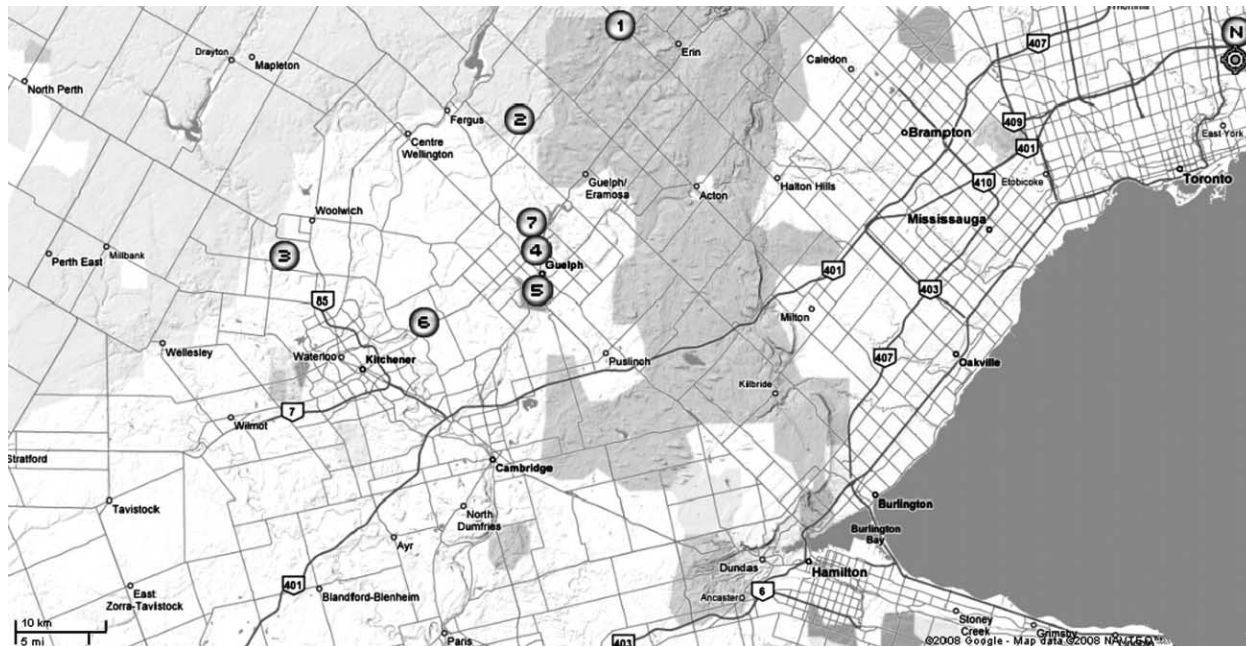 1
Thornhill
N
407
Erin
Drayton
Mapleton
Caledon
North Perth
409
Fergus
2
East York
Brampton
Centre
Wellington
401
Guelph/
Eramosa
Acton
Halton Hills
410
Etobicoke
Toronto
Woolwich
7
Mississauga
Perth East
Millbank
3
4
Guelph
401
403
5
85
6
Milton
Wellesley
Waterloo
Kitchener
Puslinch
407
Oakville
Kilbride
7
Wilmot
Stratford
Cambridge
Tavistock
North
Dumfries
Burlington
Burlington
Bay
Ayr
Dundas
Hamilton
401
East
Zorra-Tavistock
Blandford-Blenheim
Ancaster
6
Stoney
Creek
10 km
5 mi
Paris
403
Grimsby
©2008 Google - Map data ©2008 NAVTEQ™